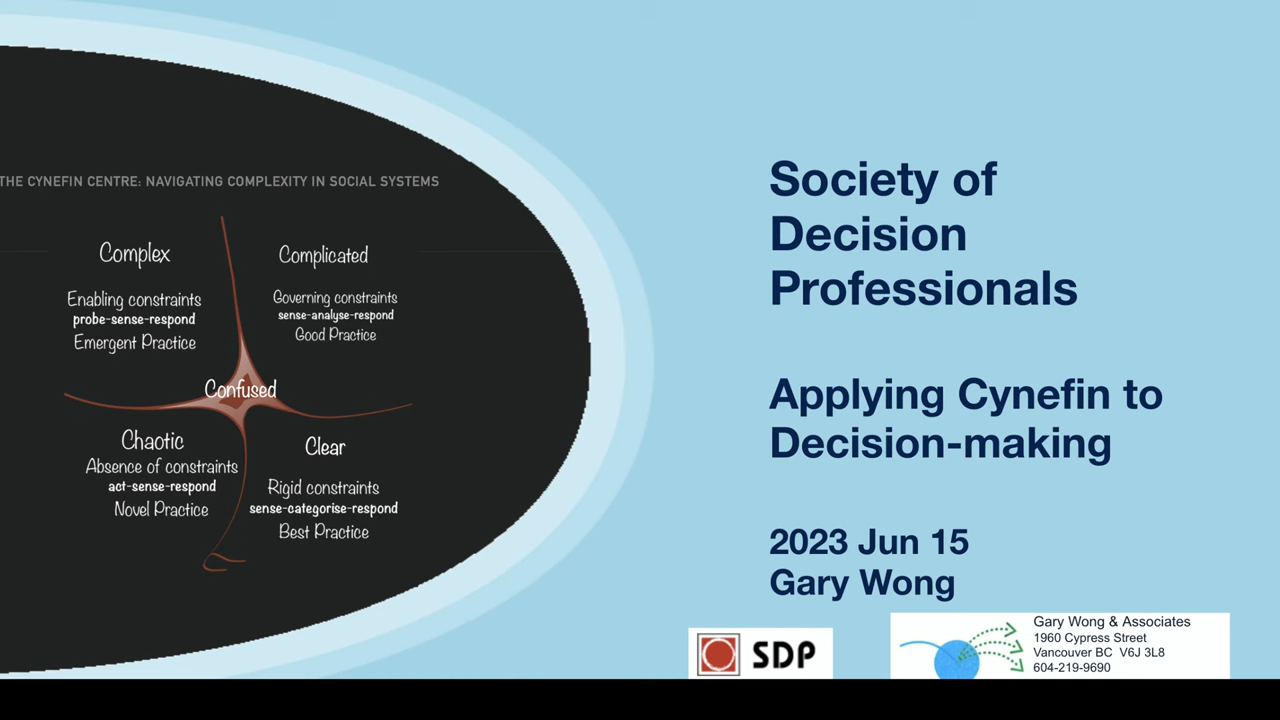 THE CYNEFIN CENTRE: NAVIGATING COMPLEXITY IN SOCIAL SYSTEMS
Complex
Enabling constraints
probe-sense-respond
Emergent Practice
Complicated
Governing constraints
sense-analyse-respond
Good Practice
Confused
Chaotic
Absence of constraints
act-sense-respond
Novel Practice
Clear
Rigid constraints
sense-categorise-respond
Best Practice
Society of
Decision
Professionals
Applying Cynefin to
Decision-making
2023 Jun 15
Gary Wong
SDP
Gary Wong & Associates
1960 Cypress Street
Vancouver BC V6J 3L8
604-219-9690